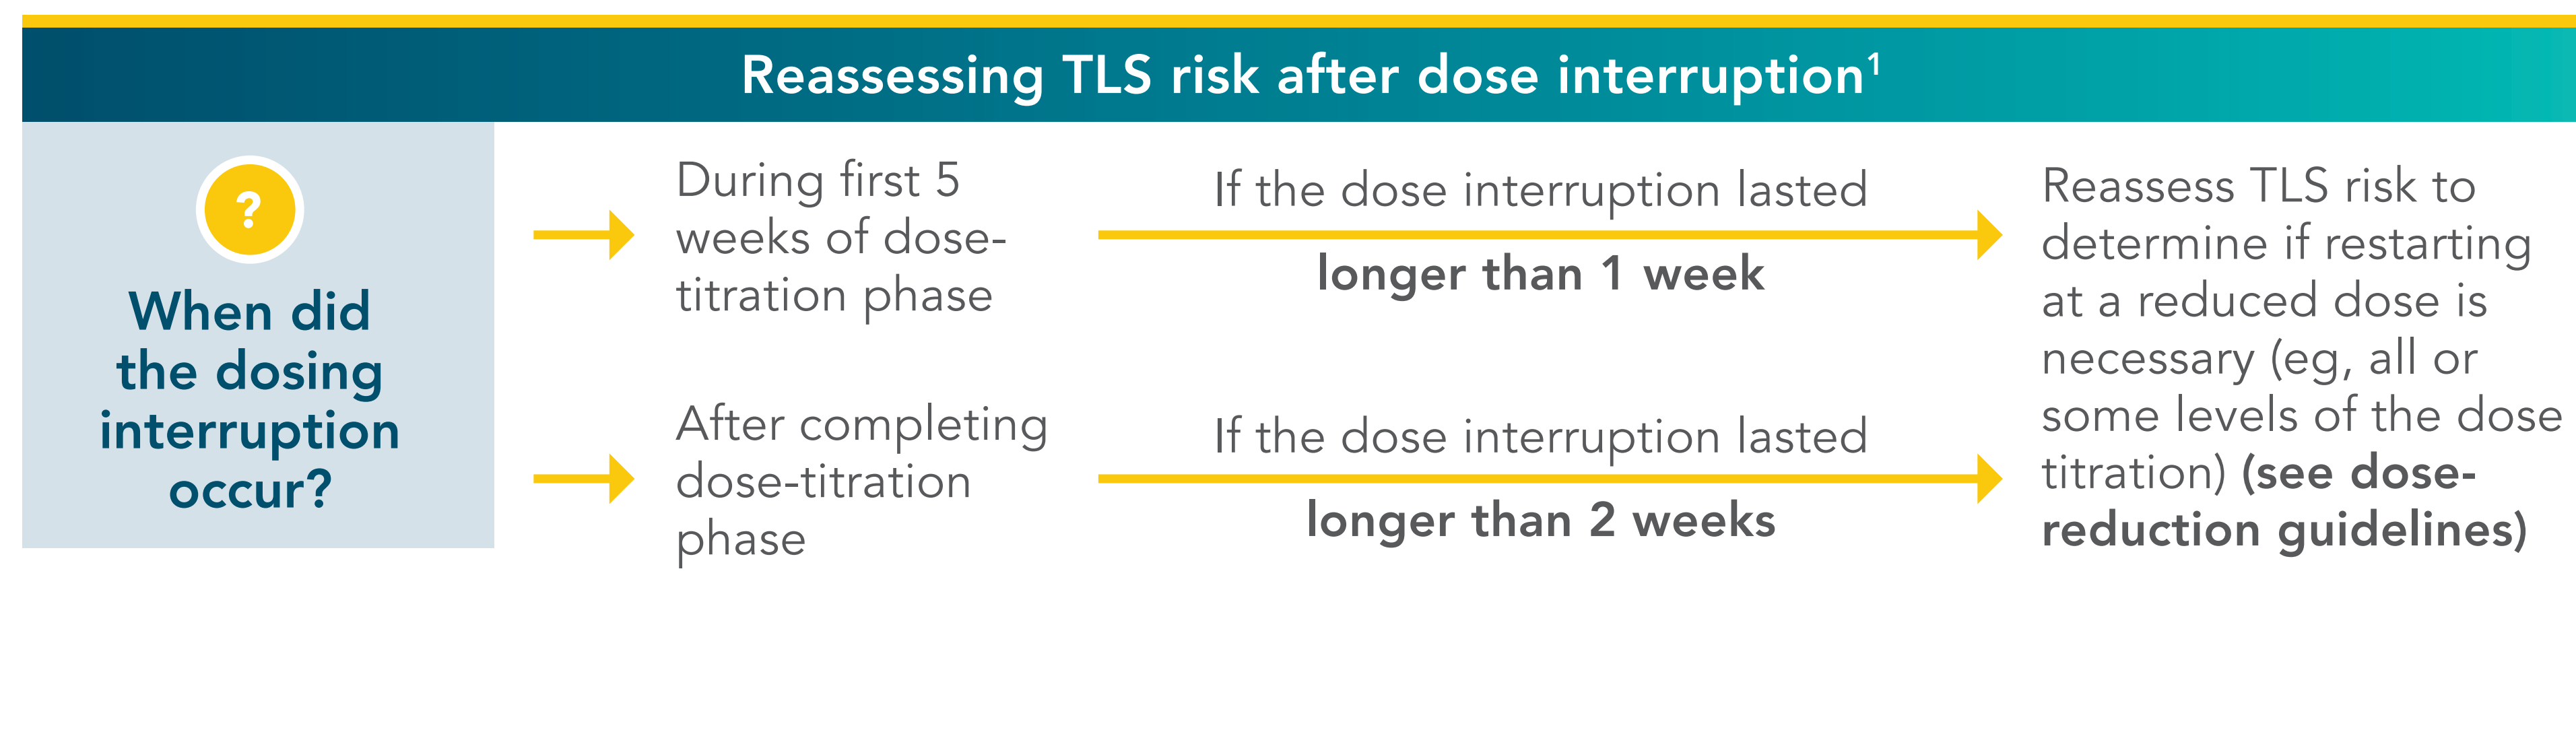 Reassessing TLS risk after dose interruption¹
?
When did
the dosing
interruption
occur?
During first 5
weeks of dose-
titration phase
If the dose interruption lasted
longer than 1 week
After completing
dose-titration
phase
If the dose interruption lasted
longer than 2 weeks
Reassess TLS risk to
determine if restarting
at a reduced dose is
necessary (eg, all or
some levels of the dose
titration) (see dose-
reduction guidelines)